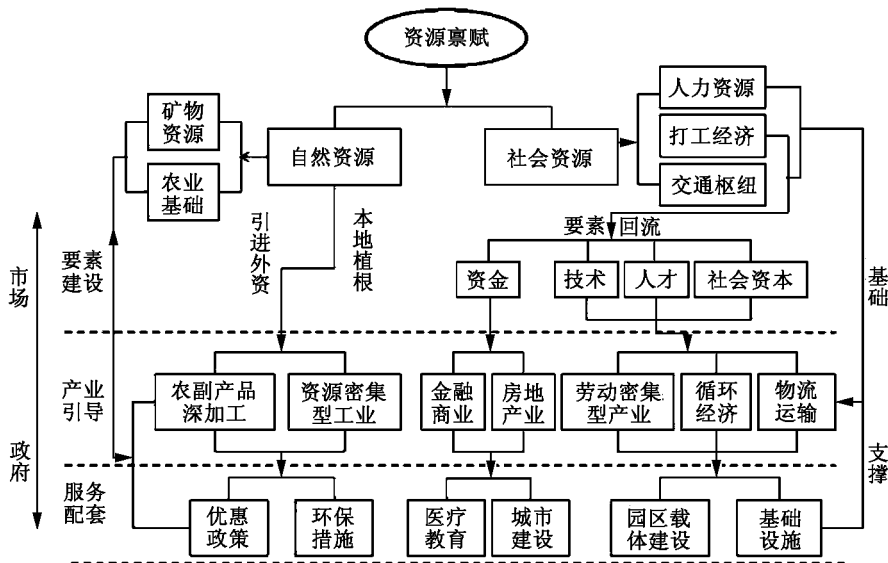 资源禀赋
矿物
资源
农业
基础
自然资源
社会资源
人力资源
打工经济
交通枢纽
引进外资
本地植根
要素 回流
市场
要素
建设
资金
技术
人才
社会资本
基础
产业
引导
农副产品
深加工
资源密集
型工业
金融
商业
房地
产业
劳动密集
型产业
循环
经济
物流
运输
政府
支撑
服务
配套
优惠
政策
环保
措施
医疗
教育
城市
建设
园区载
体建设
基础
设施